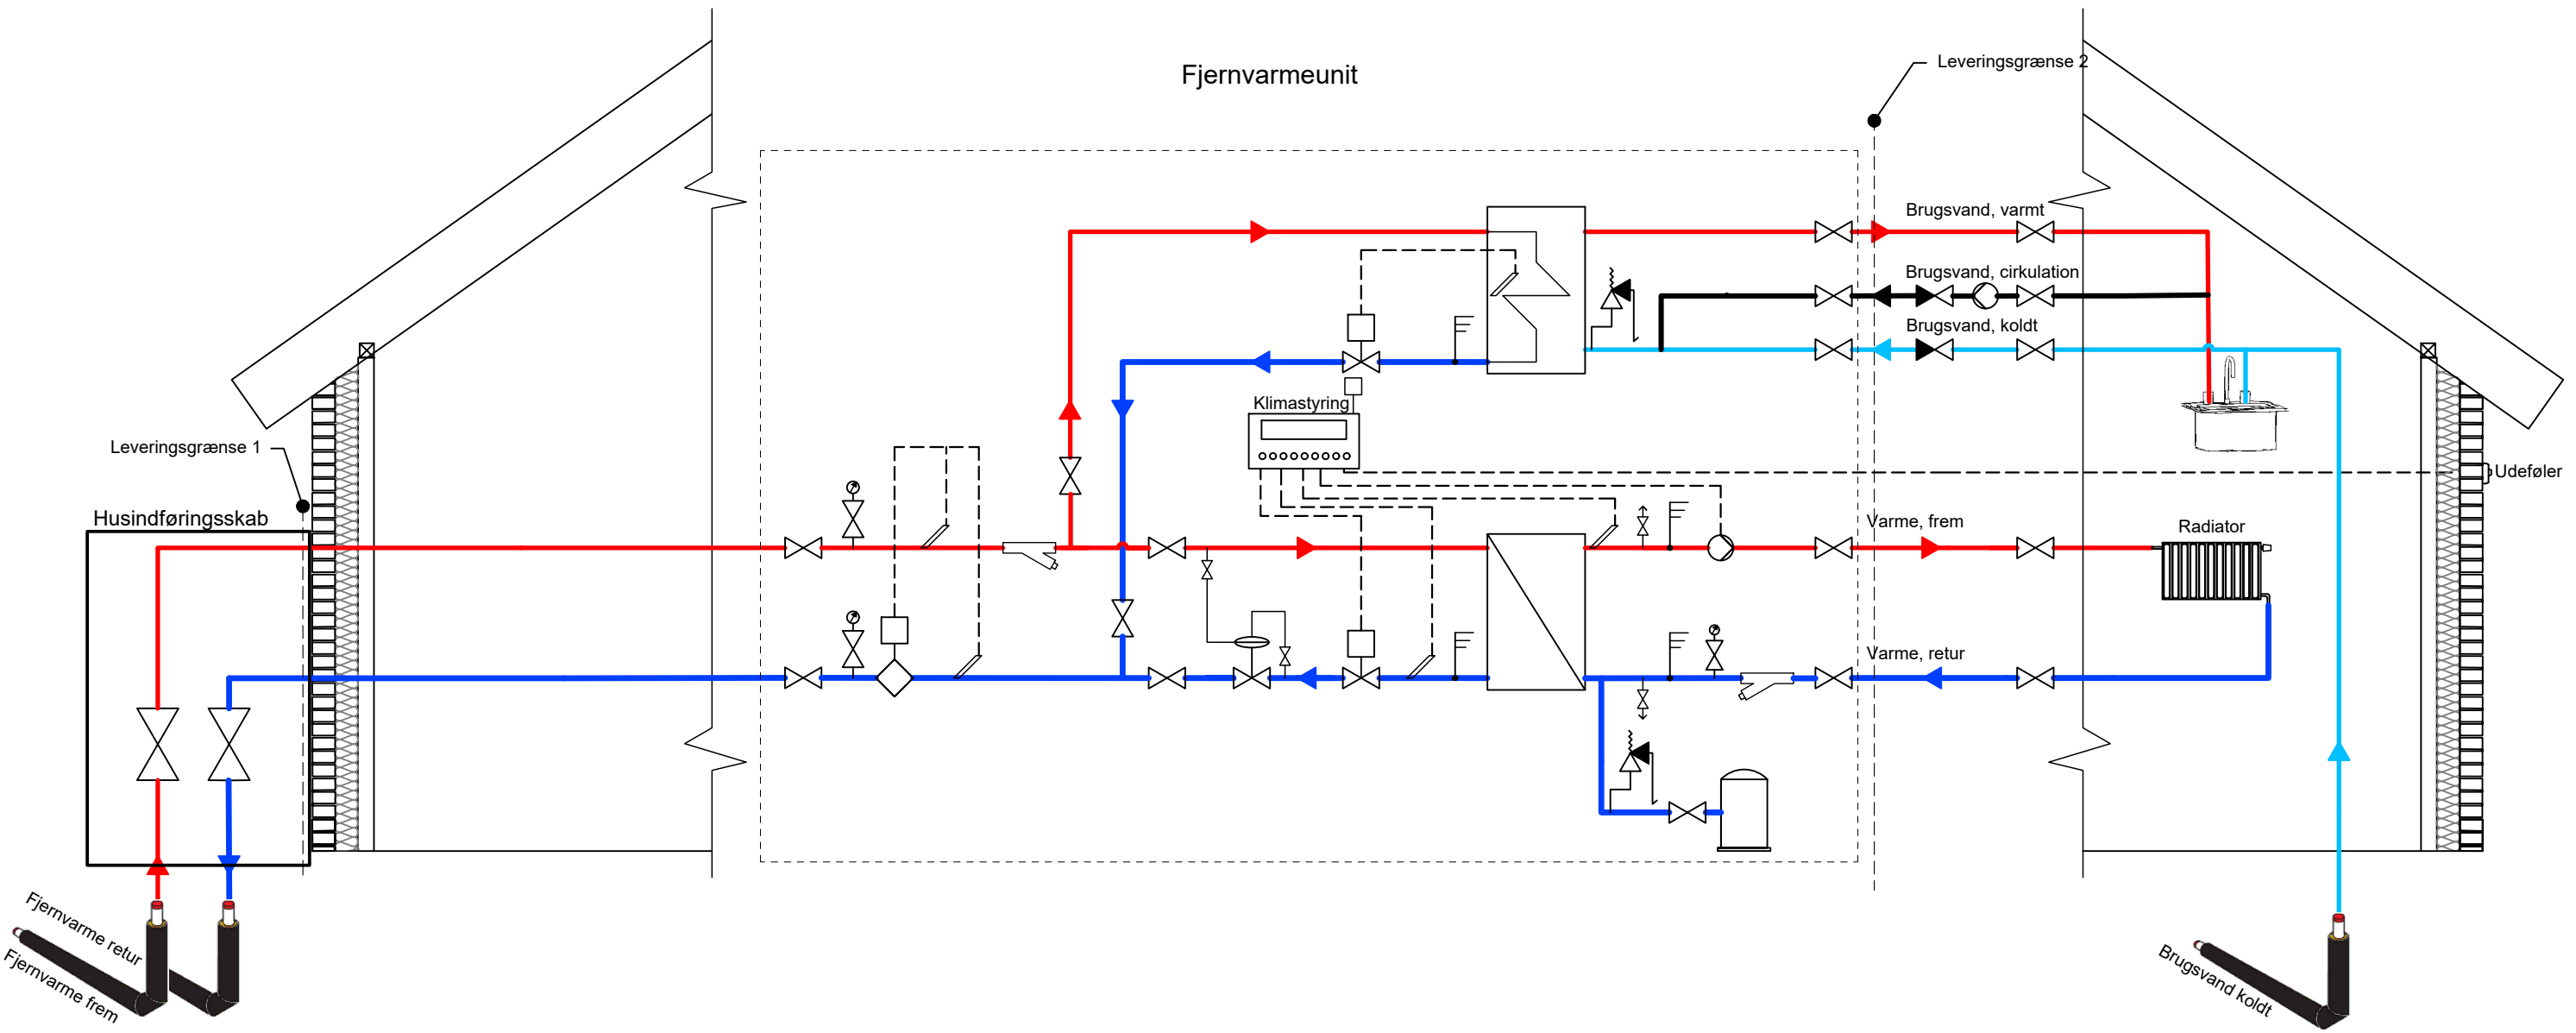 Fjernvarmeunit
Leveringsgrænse 2
Brugsvand, varmt
Brugsvand, cirkulation
Brugsvand, koldt
Klimastyring
Leveringsgrænse 1
Udeføler
Husindføringsskab
Varme, frem
Radiator
Varme, retur
Fjernvarme retur
Fjernvarme frem
Brugsvand koldt